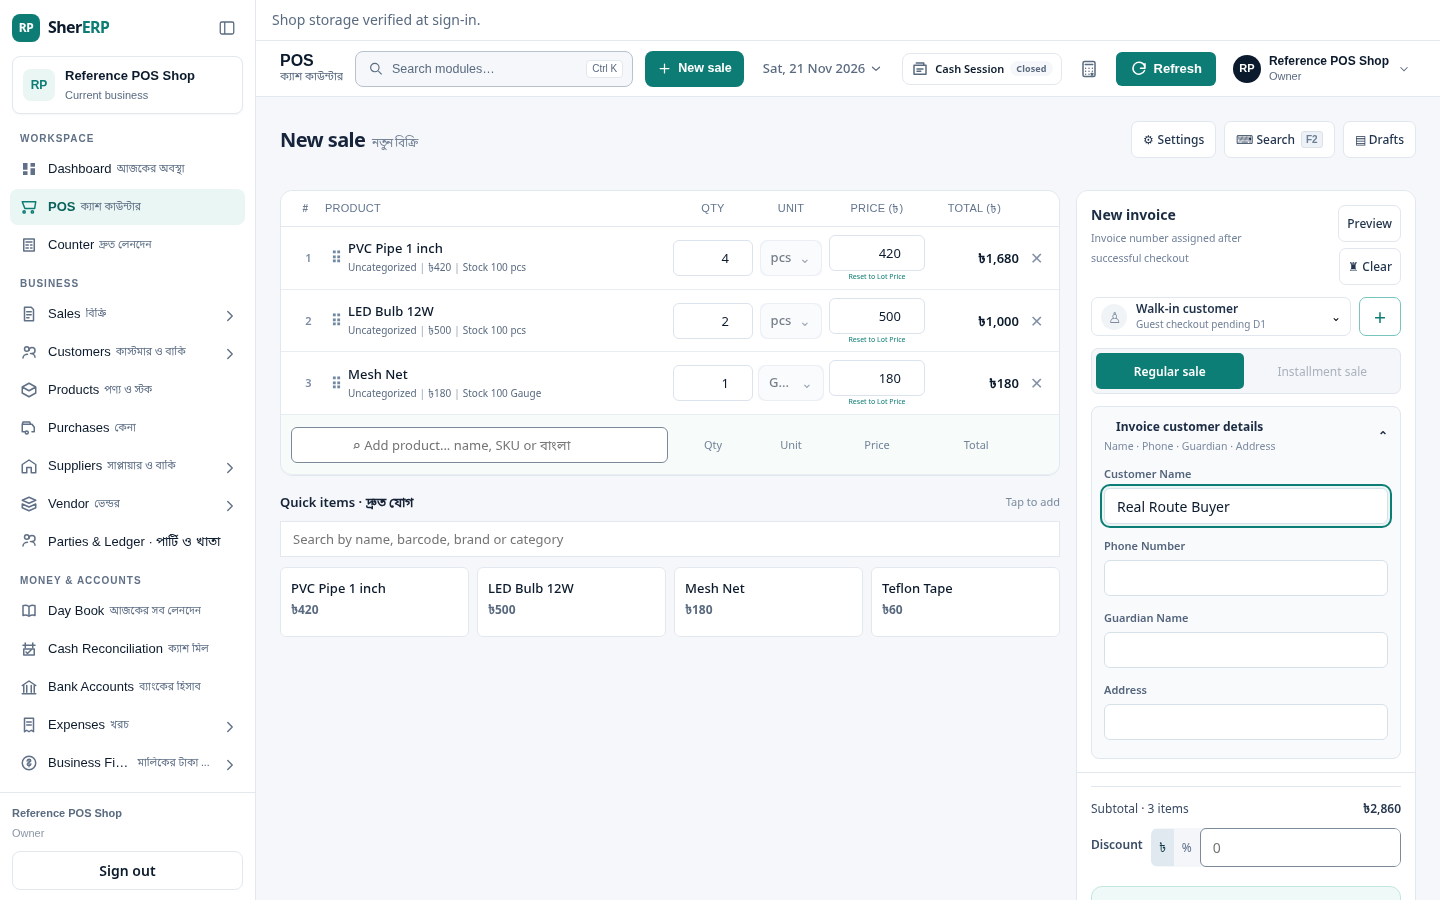 RP SherERP
RP Reference POS Shop
Current business
WORKSPACE
Dashboard আজকের অবস্থা
POS ক্যাশ কাউন্টার
Counter দ্রুত লেনদেন
BUSINESS
Sales বিক্রি
Customers কাস্টমার ও বাকি
Products পণ্য ও স্টক
Purchases কেনা
Suppliers সাপ্লায়ার ও বাকি
Vendor ভেন্ডর
Parties & Ledger · পার্টি ও খাতা
MONEY & ACCOUNTS
Day Book আজকের সব লেনদেন
Cash Reconciliation ক্যাশ মিল
Bank Accounts ব্যাংকের হিসাব
Expenses খরচ
Business Fi... মালিকের টাকা ...
Reference POS Shop
Owner
Sign out
Shop storage verified at sign-in.
POS
ক্যাশ কাউন্টার
Search modules… Ctrl K
+ New sale
Sat, 21 Nov 2026
Cash Session Closed
Refresh
RP Reference POS Shop
Owner
New sale নতুন বিক্রি
Settings
Search F2
Drafts
# PRODUCT QTY UNIT PRICE (৳) TOTAL (৳)
1 PVC Pipe 1 inch 4 pcs 420 ৳1,680 ✕
Uncategorized | ৳420 | Stock 100 pcs Reset to Lot Price
2 LED Bulb 12W 2 pcs 500 ৳1,000 ✕
Uncategorized | ৳500 | Stock 100 pcs Reset to Lot Price
3 Mesh Net 1 G... 180 ৳180 ✕
Uncategorized | ৳180 | Stock 100 Gauge Reset to Lot Price
Add product... name, SKU or বাংলা Qty Unit Price Total
Quick items · দ্রুত যোগ Tap to add
Search by name, barcode, brand or category
PVC Pipe 1 inch
৳420
LED Bulb 12W
৳500
Mesh Net
৳180
Teflon Tape
৳60
New invoice
Invoice number assigned after
successful checkout
Preview
Clear
Walk-in customer
Guest checkout pending D1
+
Regular sale Installment sale
Invoice customer details
Name · Phone · Guardian · Address
Customer Name
Real Route Buyer
Phone Number
Guardian Name
Address
Subtotal · 3 items ৳2,860
Discount ৳ % 0